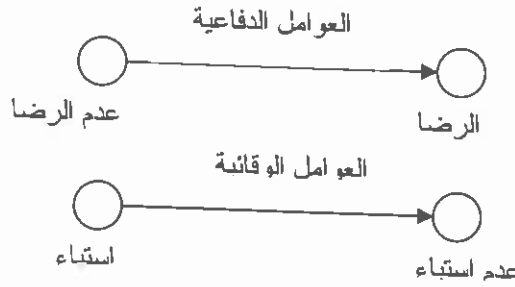 العوامل الدفاعية
عدم الرضا
الرضا
العوامل الوقائية
استياء
عدم استياء